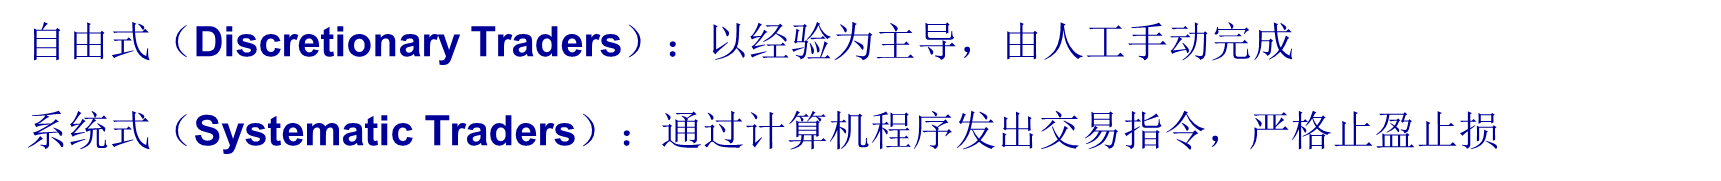 自由式（Discretionary Traders）：以经验为主导，由人工手动完成
系统式（Systematic Traders）：通过计算机程序发出交易指令，严格止盈止损